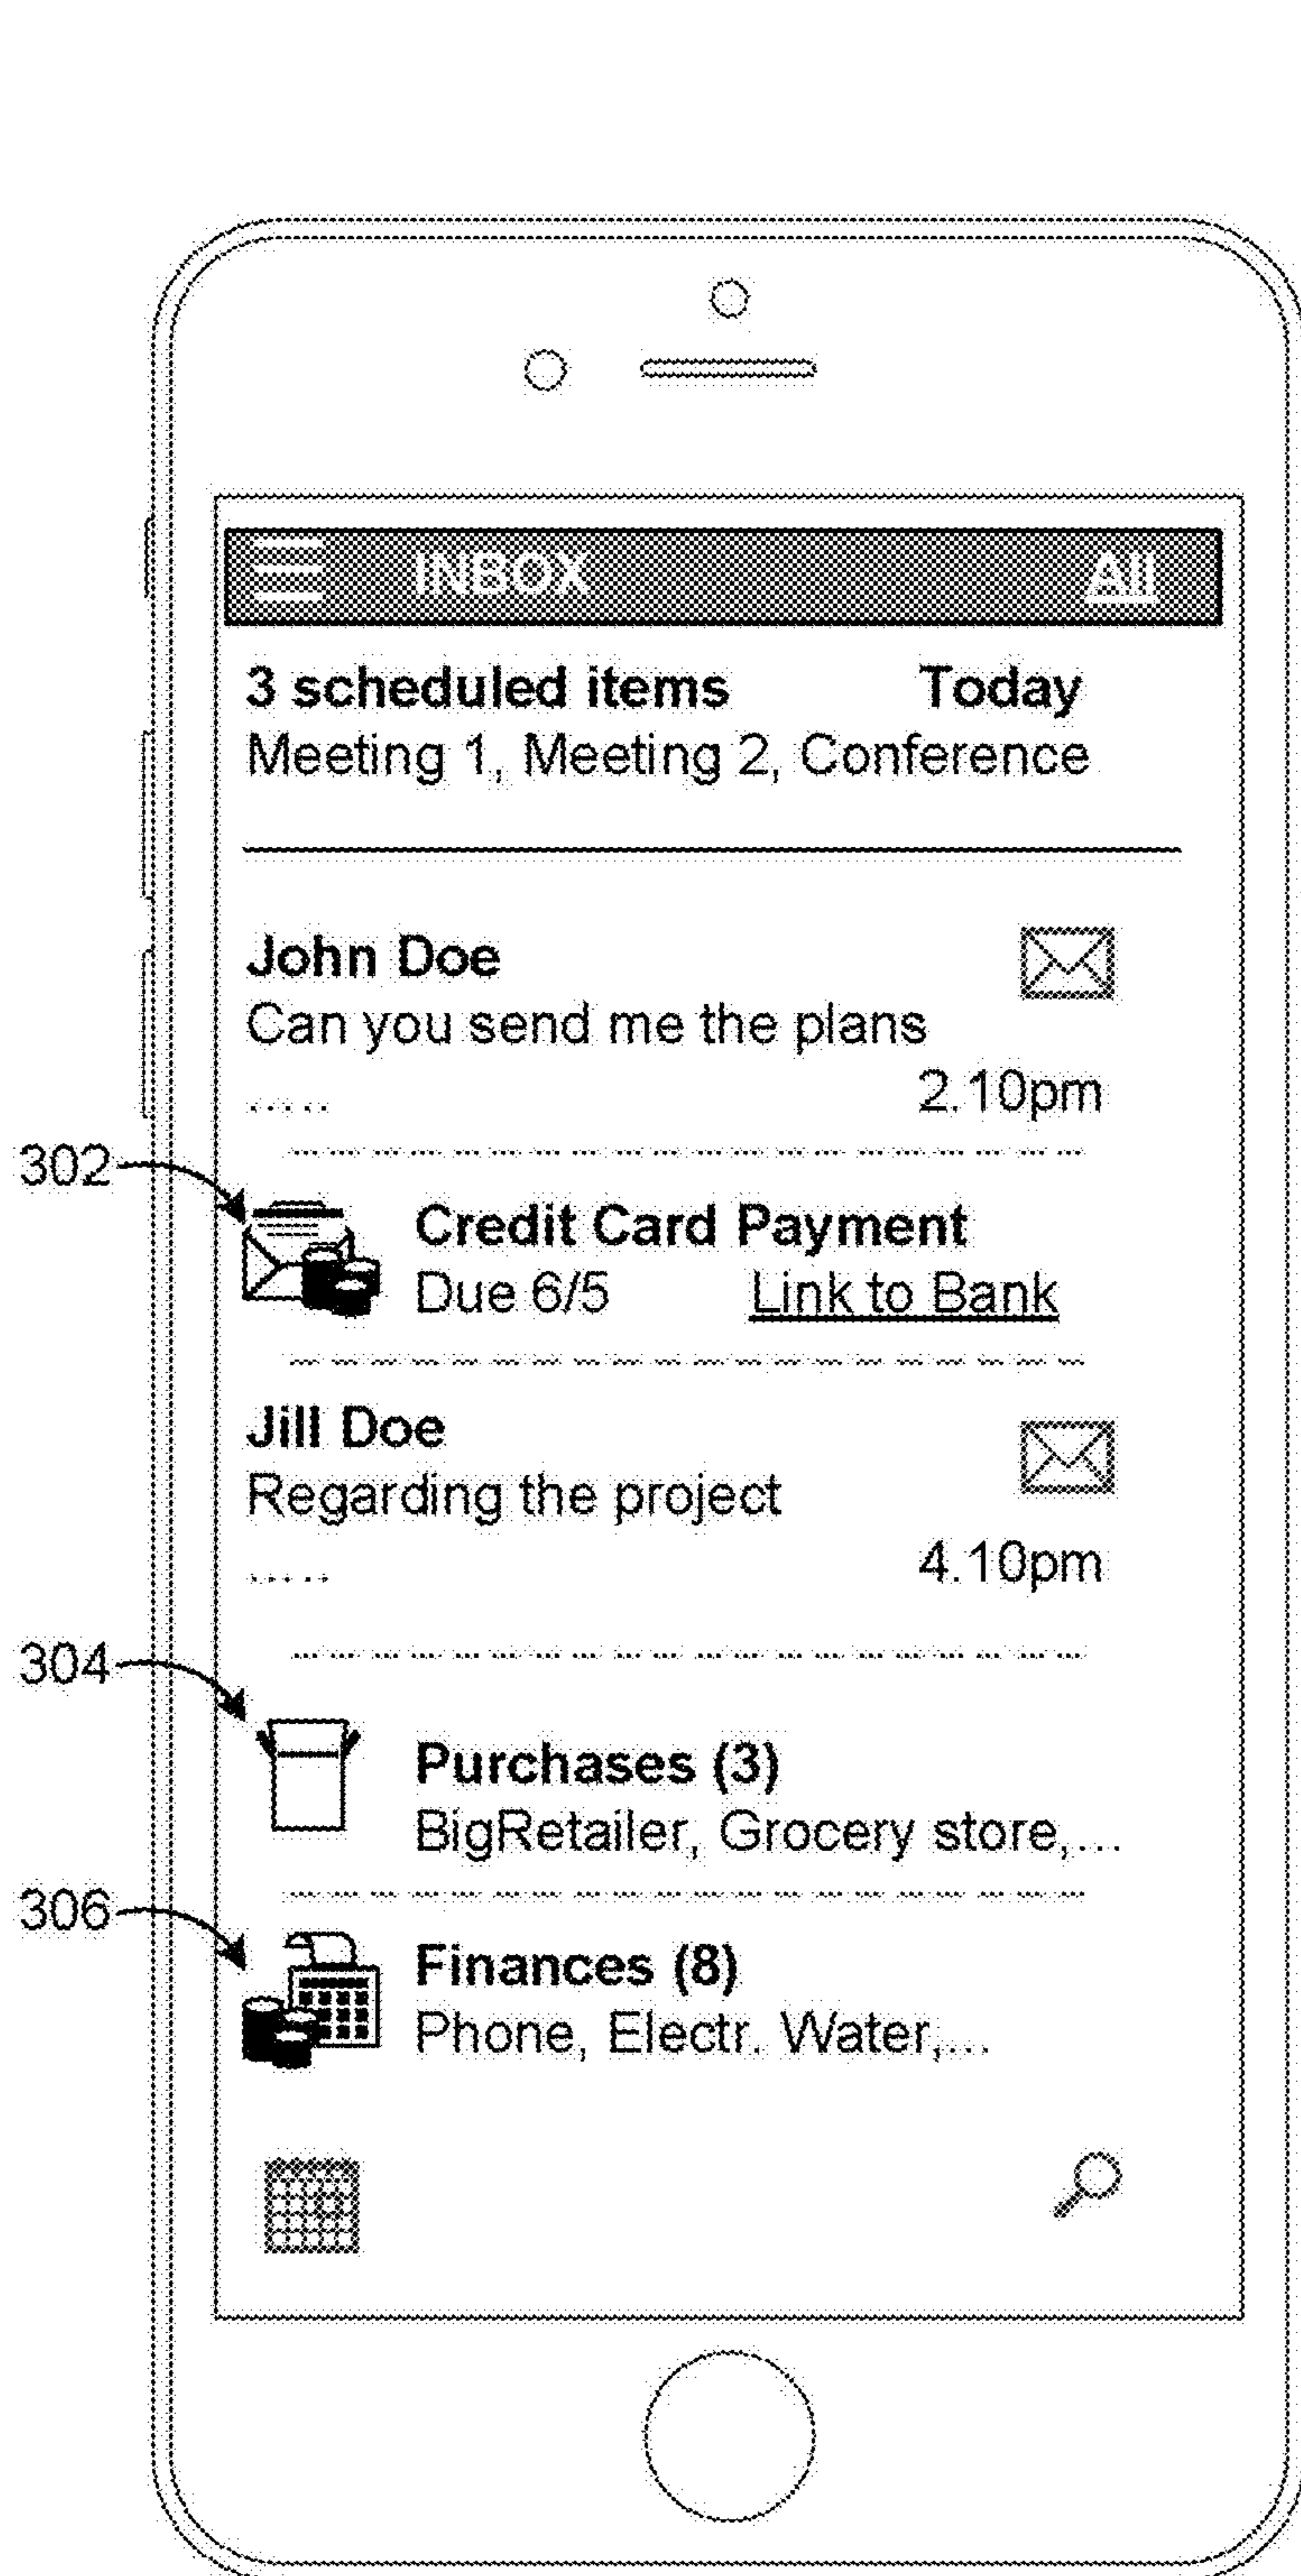 INBOX All
3 scheduled items Today
Meeting 1, Meeting 2, Conference
John Doe
Can you send me the plans
..... 2.10pm
302
Credit Card Payment
Due 6/5 Link to Bank
Jill Doe
Regarding the project
..... 4.10pm
304
Purchases (3)
BigRetailer, Grocery store,...
306
Finances (8)
Phone, Electr. Water,...